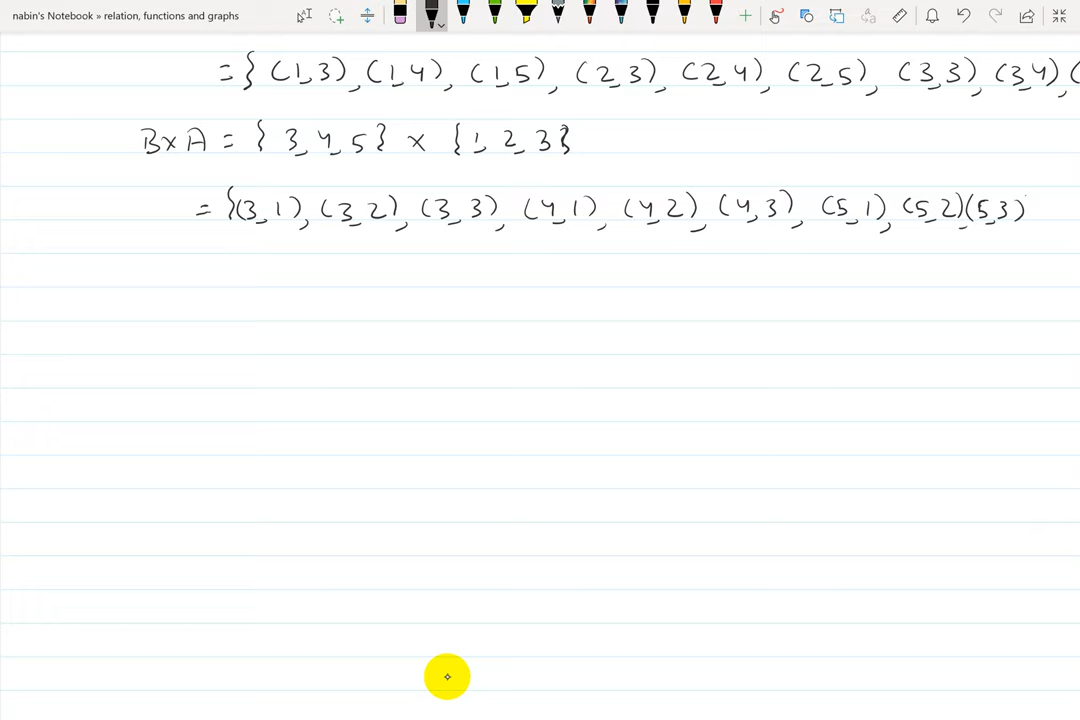 nabin's Notebook » relation, functions and graphs
= { (1,3), (1,4), (1,5), (2,3), (2,4), (2,5), (3,3), (3,4), (
B×A = { 3,4,5} × {1,2,3}
= {(3,1), (3,2), (3,3), (4,1), (4,2), (4,3), (5,1), (5,2),(5,3)